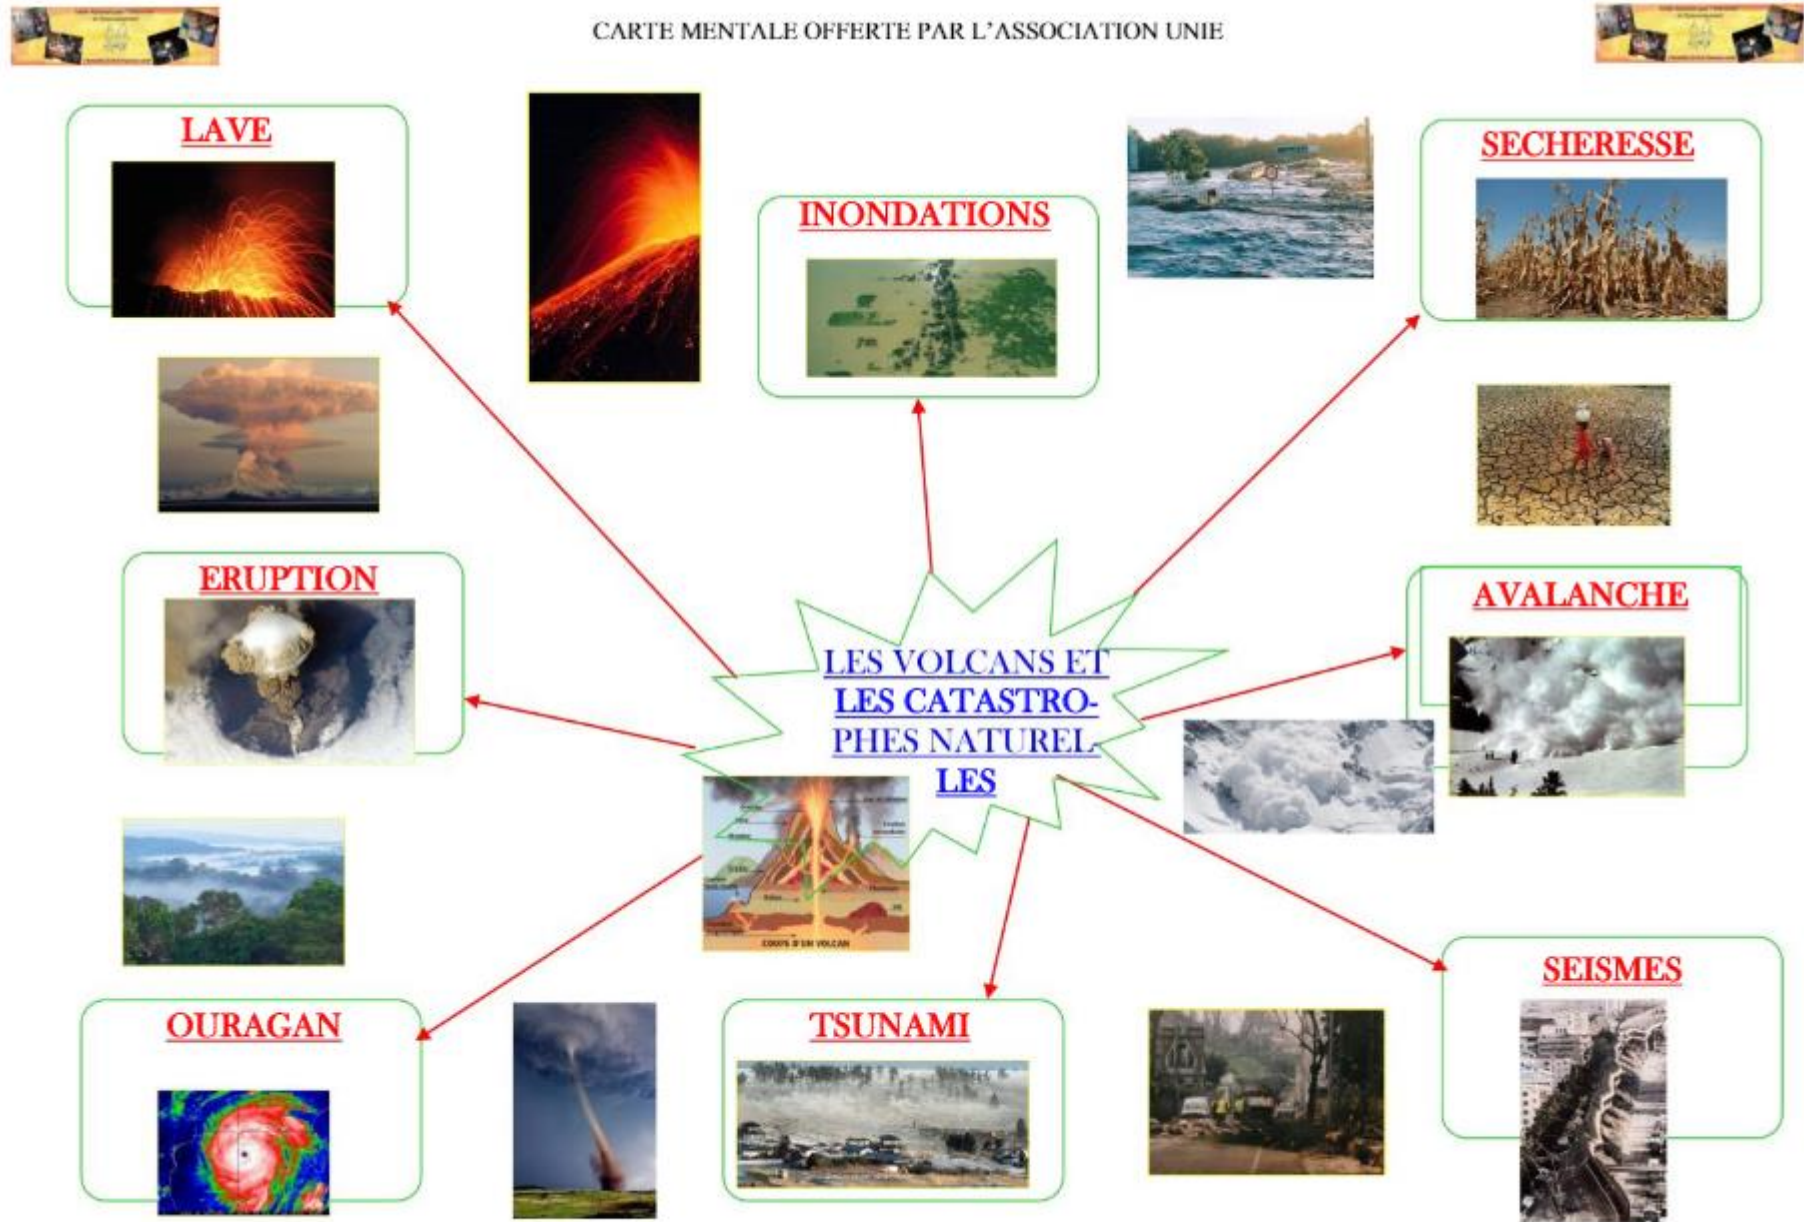 CARTE MENTALE OFFERTE PAR L'ASSOCIATION UNIE
LAVE
INONDATIONS
SECHERESSE
ERUPTION
AVALANCHE
LES VOLCANS ET
LES CATASTRO-
PHES NATUREL-
LES
COUPE D'UN VOLCAN
OURAGAN
TSUNAMI
SEISMES